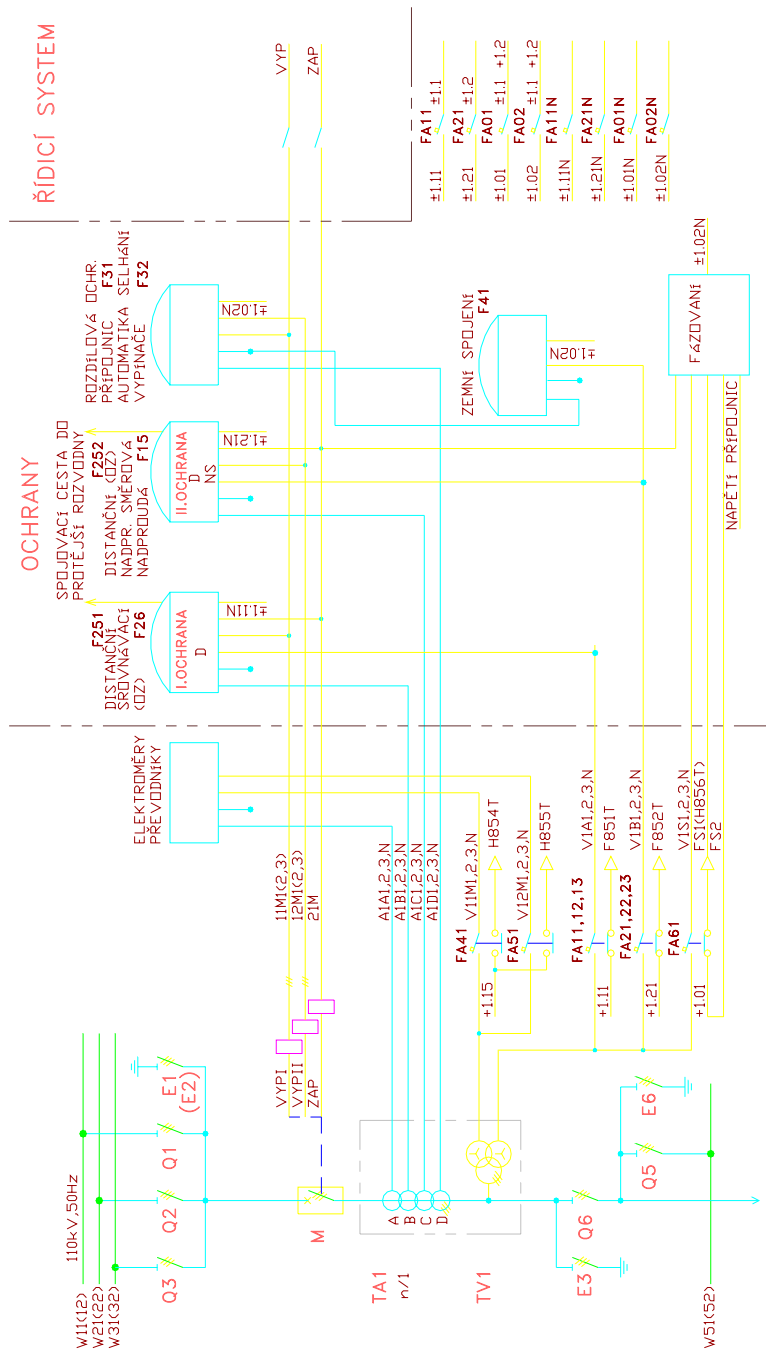 OCHRANY
ŘÍDICÍ SYSTEM
SPOJOVACÍ CESTA DO
PROTĚJŠÍ ROZVODNY
ELEKTROMĚRY
PŘEVODNÍKY
F251
DISTANČNÍ
SROVNÁVACÍ
(OZ)
F26
I.OCHRANA
D
±1.11N
F252
DISTANČNÍ (OZ)
NADPR. SMĚROVÁ
NADPROUDÁ
F15
II.OCHRANA
D
NS
±1.21N
ROZDÍLOVÁ OCHR.
PŘÍPOJNIC
F31
AUTOMATIKA SELHÁNÍ
VYPÍNAČE
F32
±1.02N
VYP
ZAP
ZEMNÍ SPOJENÍ
F41
±1.02N
FÁZOVANÍ
±1.02N
NAPĚTÍ PŘÍPOJNIC
±1.11
FA11
±1.1
±1.21
FA21
±1.2
±1.01
FA01
±1.1 +1.2
±1.02
FA02
±1.1 +1.2
±1.11N
FA11N
±1.21N
FA21N
±1.01N
FA01N
±1.02N
FA02N
W11(12)
W21(22)
W31(32)
110kV,50Hz
Q3
Q2
Q1
E1
(E2)
M
VYPI
VYPII
ZAP
11M1(2,3)
12M1(2,3)
21M
TA1
n/1
A
B
C
D
TV1
A1A1,2,3,N
A1B1,2,3,N
A1C1,2,3,N
A1D1,2,3,N
FA41
V11M1,2,3,N
H854T
+1.15
FA51
V12M1,2,3,N
H855T
FA11,12,13
V1A1,2,3,N
F851T
+1.11
FA21,22,23
V1B1,2,3,N
F852T
+1.21
FA61
V1S1,2,3,N
FS1(H856T)
FS2
+1.01
E3
Q6
Q5
E6
W51(52)